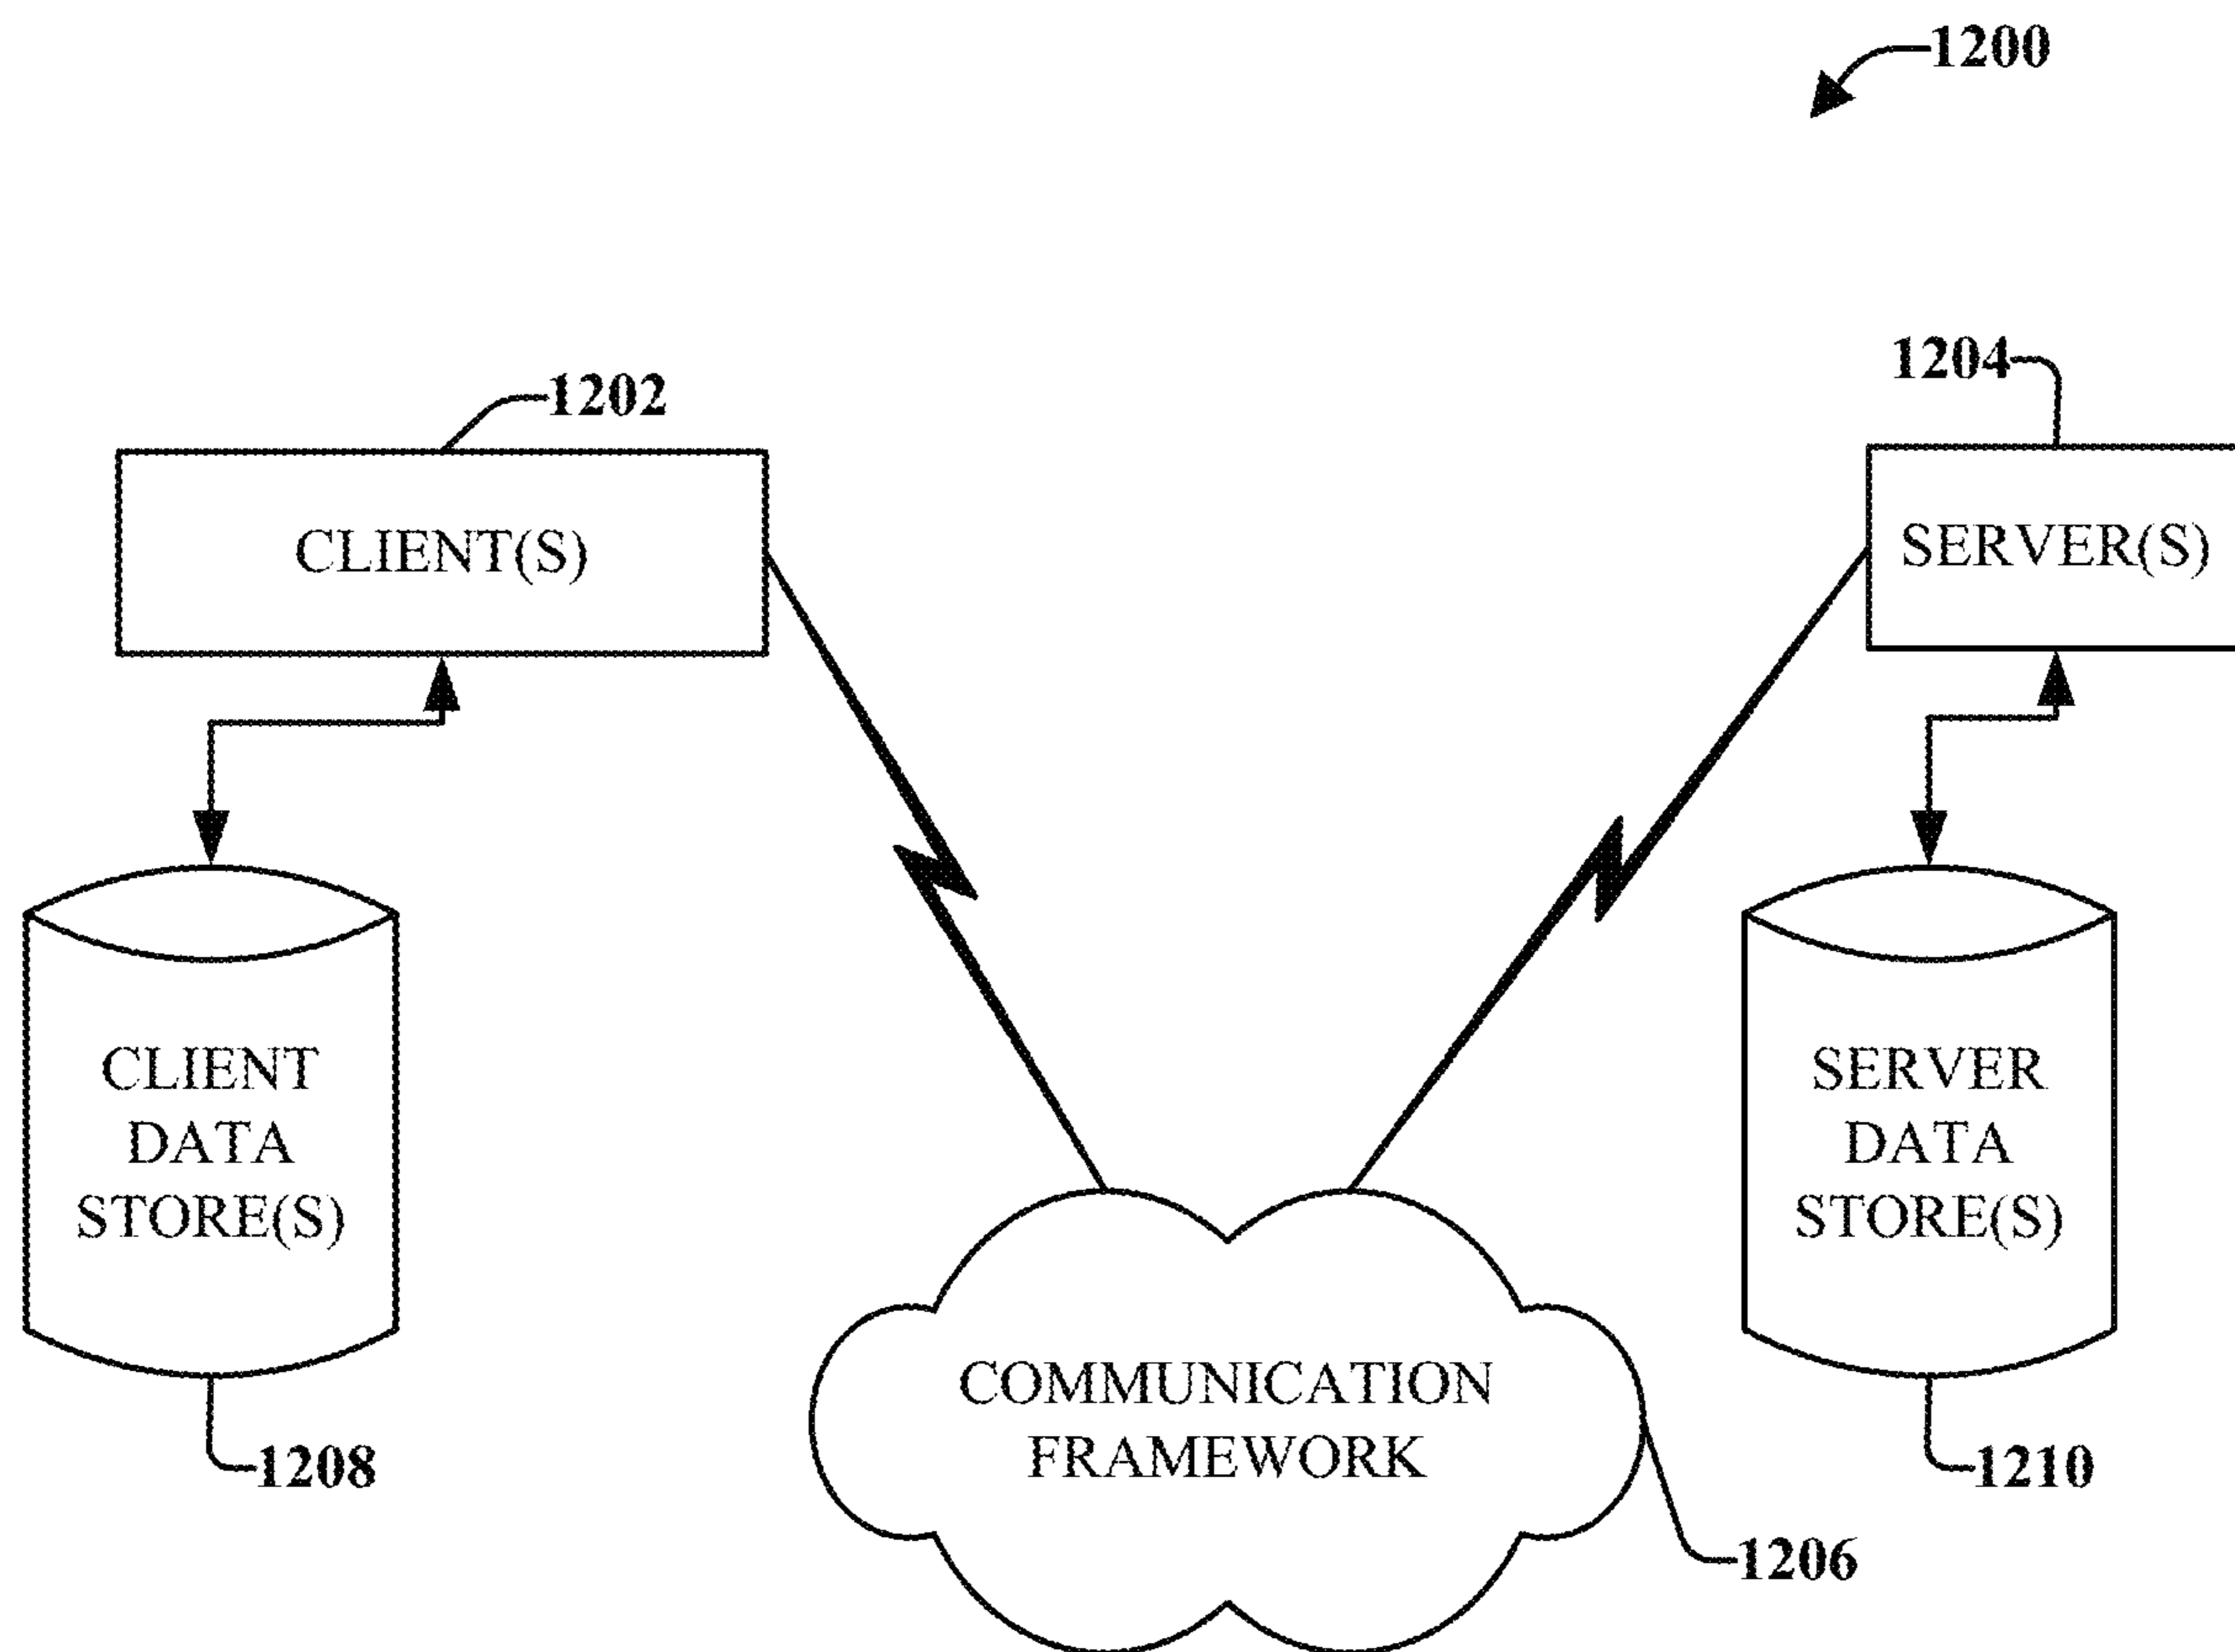 1200
1202
1204
CLIENT(S)
SERVER(S)
CLIENT
DATA
STORE(S)
SERVER
DATA
STORE(S)
COMMUNICATION
FRAMEWORK
1208
1210
1206